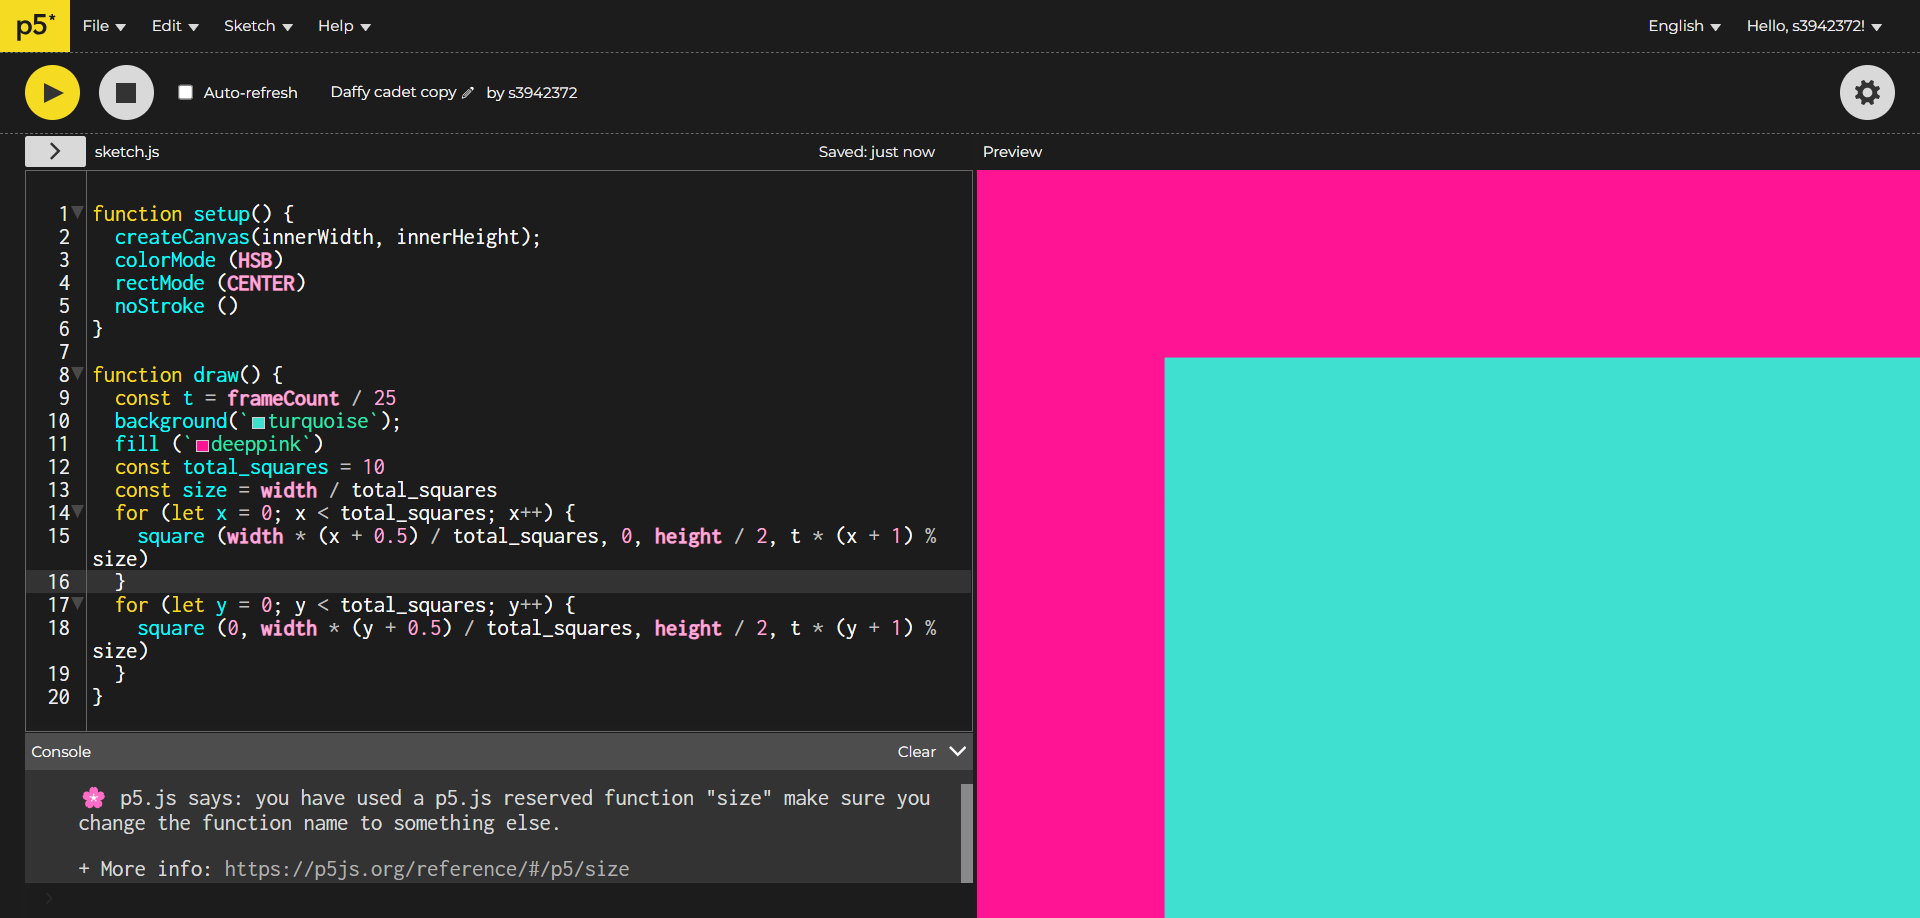 p5* File Edit Sketch Help English Hello, s3942372!
Auto-refresh Daffy cadet copy by s3942372
sketch.js Saved: just now Preview
1 function setup() {
2 createCanvas(innerWidth, innerHeight);
3 colorMode (HSB)
4 rectMode (CENTER)
5 noStroke ()
6 }
7
8 function draw() {
9 const t = frameCount / 25
10 background(`turquoise`);
11 fill (`deeppink`)
12 const total_squares = 10
13 const size = width / total_squares
14 for (let x = 0; x < total_squares; x++) {
15 square (width * (x + 0.5) / total_squares, 0, height / 2, t * (x + 1) %
size)
16 }
17 for (let y = 0; y < total_squares; y++) {
18 square (0, width * (y + 0.5) / total_squares, height / 2, t * (y + 1) %
size)
19 }
20 }
Console Clear
🌸 p5.js says: you have used a p5.js reserved function "size" make sure you
change the function name to something else.
+ More info: https://p5js.org/reference/#/p5/size